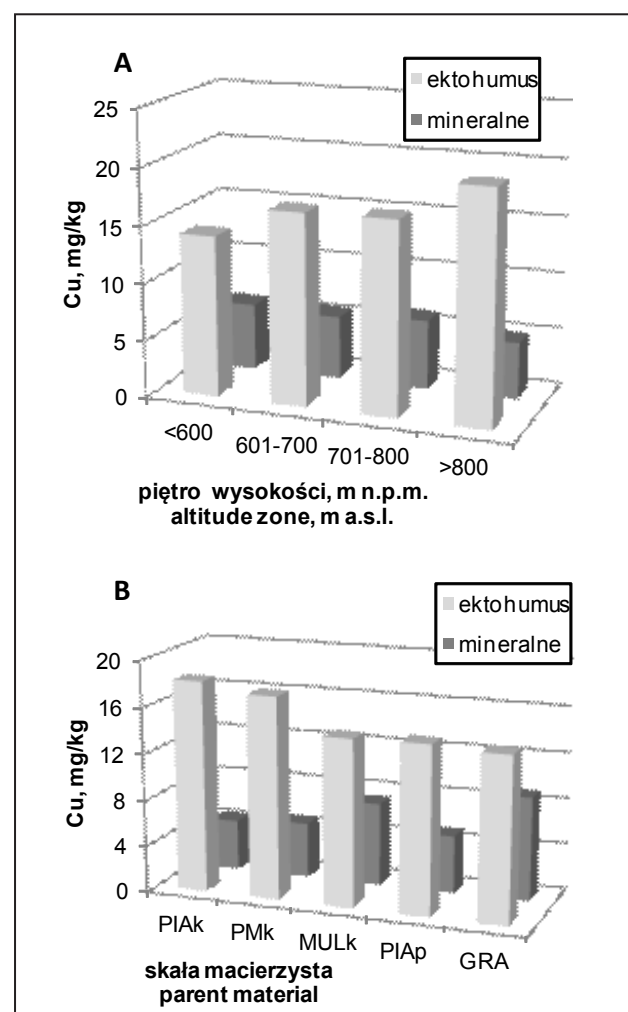 A
ektohumus
mineralne
25
20
15
10
5
0
Cu, mg/kg
<600
601-700
701-800
>800
piętro wysokości, m n.p.m.
altitude zone, m a.s.l.
B
ektohumus
mineralne
20
16
12
8
4
0
Cu, mg/kg
PIAk
PMk
MULk
PIAp
GRA
skała macierzysta
parent material